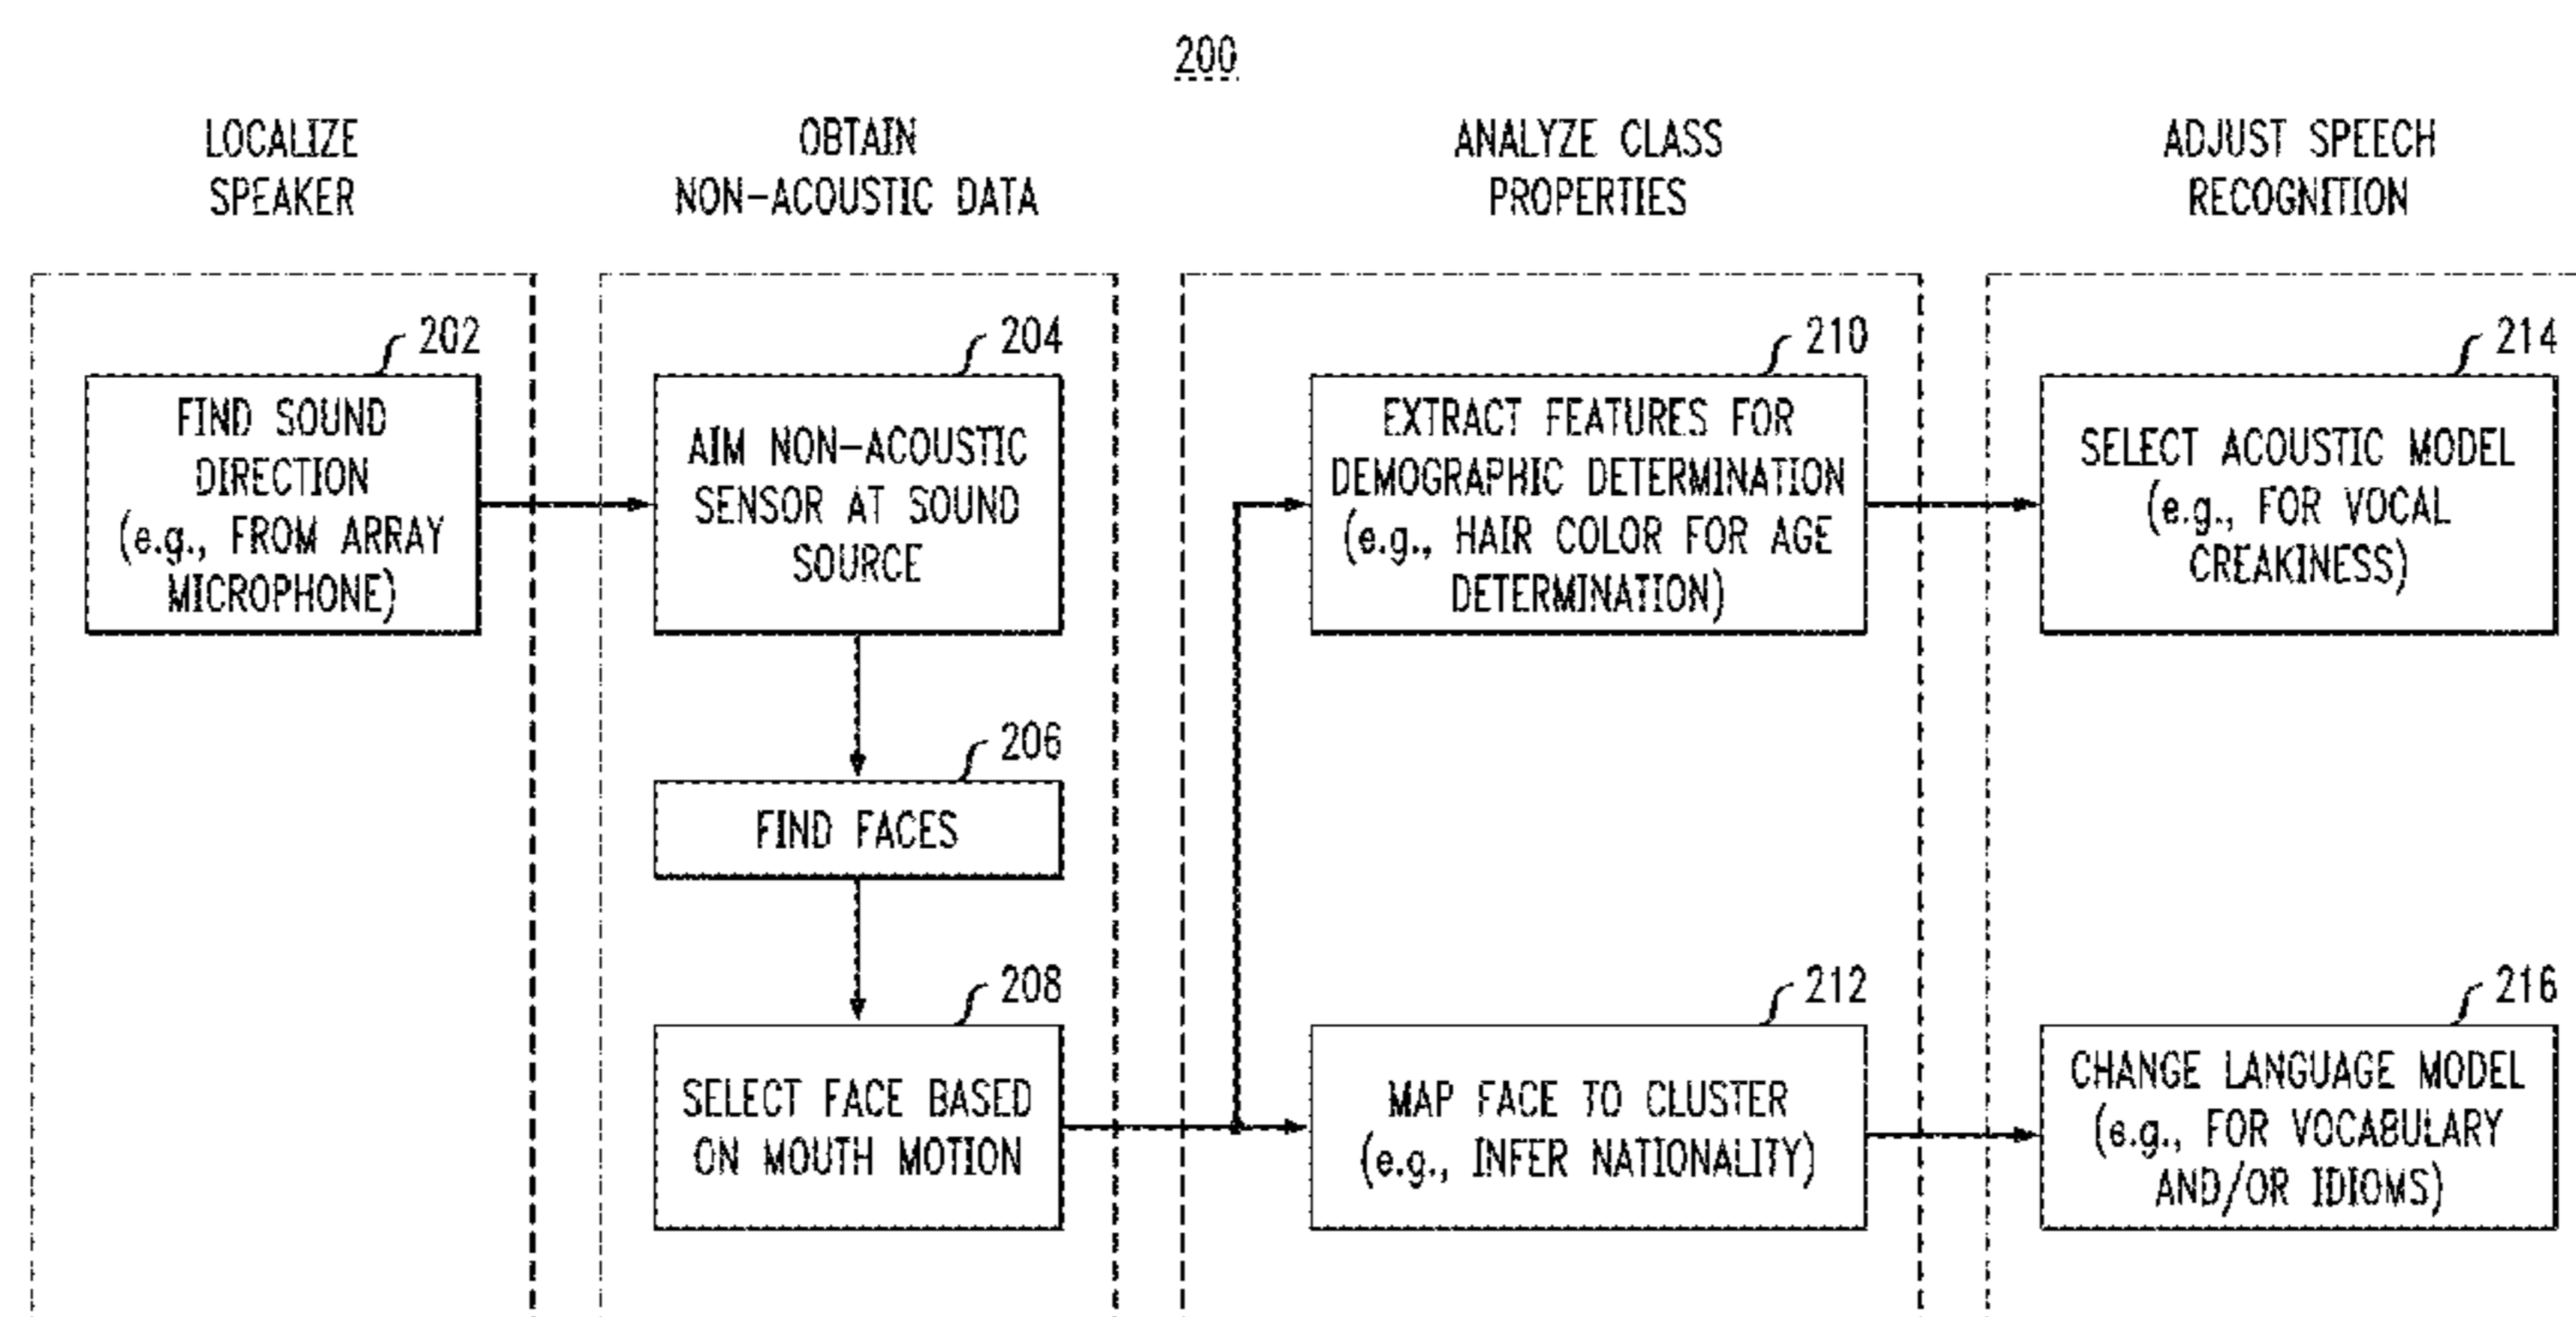 200
LOCALIZE
SPEAKER
OBTAIN
NON-ACOUSTIC DATA
ANALYZE CLASS
PROPERTIES
ADJUST SPEECH
RECOGNITION
202
FIND SOUND
DIRECTION
(e.g., FROM ARRAY
MICROPHONE)
204
AIM NON-ACOUSTIC
SENSOR AT SOUND
SOURCE
206
FIND FACES
208
SELECT FACE BASED
ON MOUTH MOTION
210
EXTRACT FEATURES FOR
DEMOGRAPHIC DETERMINATION
(e.g., HAIR COLOR FOR AGE
DETERMINATION)
212
MAP FACE TO CLUSTER
(e.g., INFER NATIONALITY)
214
SELECT ACOUSTIC MODEL
(e.g., FOR VOCAL
CREAKINESS)
216
CHANGE LANGUAGE MODEL
(e.g., FOR VOCABULARY
AND/OR IDIOMS)